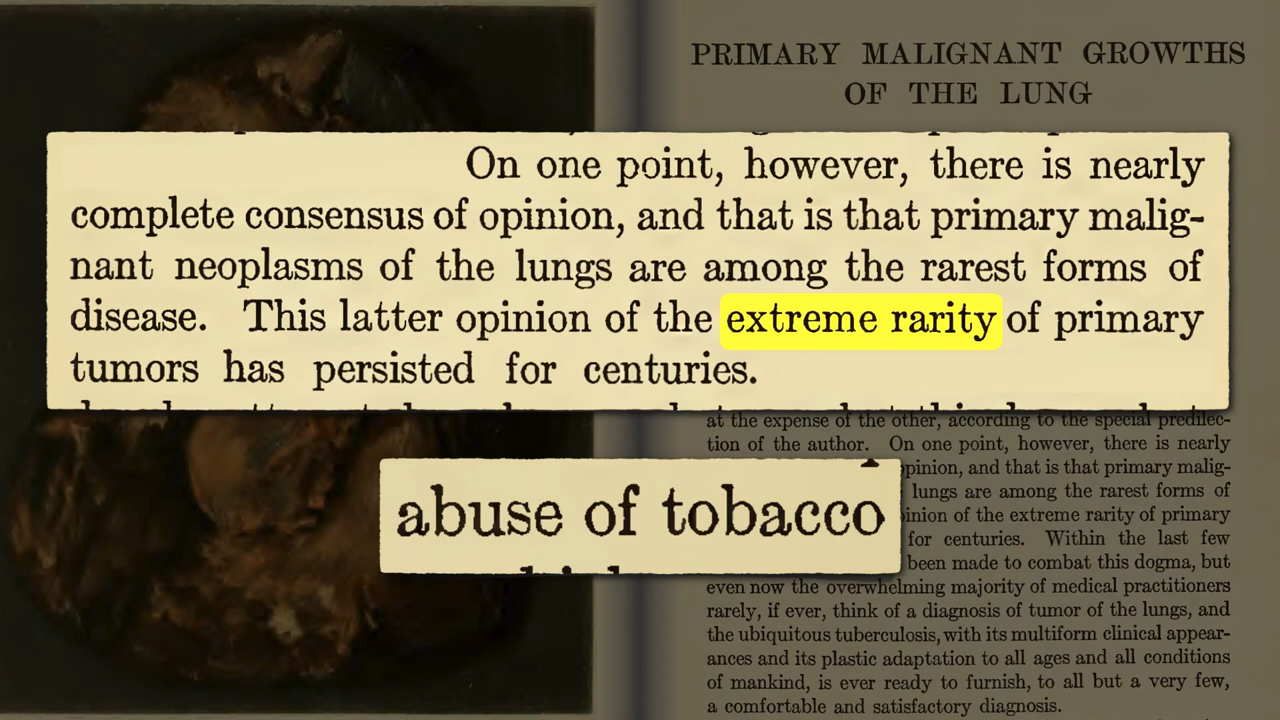 PRIMARY MALIGNANT GROWTHS
OF THE LUNG
On one point, however, there is nearly
complete consensus of opinion, and that is that primary malig-
nant neoplasms of the lungs are among the rarest forms of
disease. This latter opinion of the extreme rarity of primary
tumors has persisted for centuries.
abuse of tobacco
at the expense of the other, according to the special predilec-
tion of the author. On one point, however, there is nearly
opinion, and that is that primary malig-
lungs are among the rarest forms of
opinion of the extreme rarity of primary
for centuries. Within the last few
been made to combat this dogma, but
even now the overwhelming majority of medical practitioners
rarely, if ever, think of a diagnosis of tumor of the lungs, and
the ubiquitous tuberculosis, with its multiform clinical appear-
ances and its plastic adaptation to all ages and all conditions
of mankind, is ever ready to furnish, to all but a very few,
a comfortable and satisfactory diagnosis.